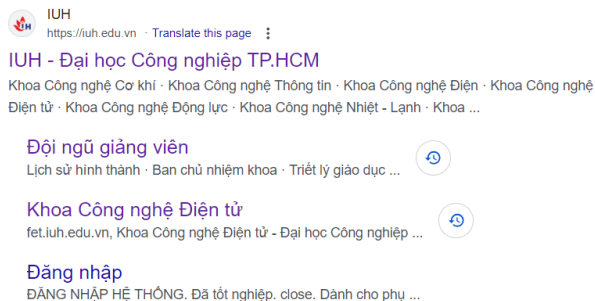 IUH
https://iuh.edu.vn · Translate this page
IUH - Đại học Công nghiệp TP.HCM
Khoa Công nghệ Cơ khí · Khoa Công nghệ Thông tin · Khoa Công nghệ Điện · Khoa Công nghệ
Điện tử · Khoa Công nghệ Động lực · Khoa Công nghệ Nhiệt - Lạnh · Khoa ...
Đội ngũ giảng viên
Lịch sử hình thành · Ban chủ nhiệm khoa · Triết lý giáo dục ...
Khoa Công nghệ Điện tử
fet.iuh.edu.vn, Khoa Công nghệ Điện tử - Đại học Công nghiệp ...
Đăng nhập
ĐĂNG NHẬP HỆ THỐNG. Đã tốt nghiệp. close. Dành cho phụ ...